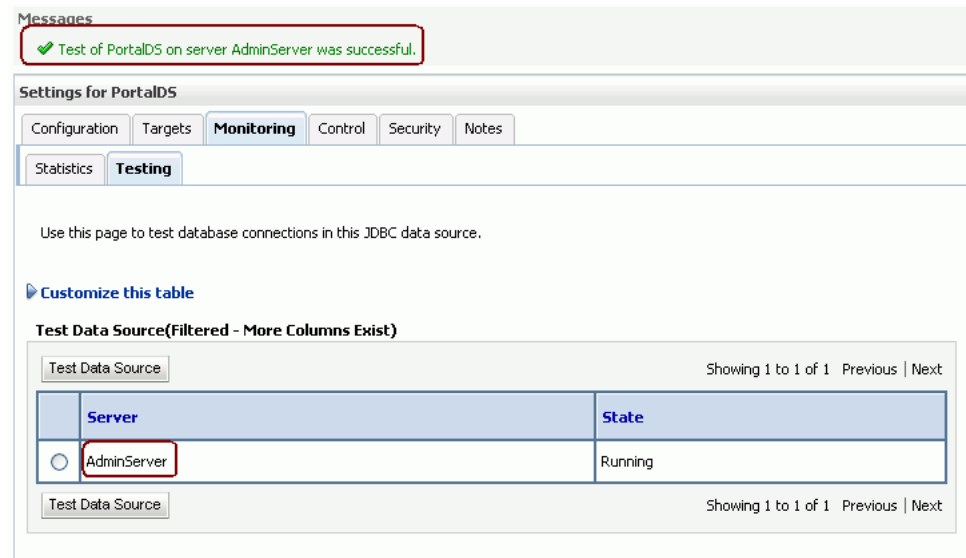 Messages
Test of PortalDS on server AdminServer was successful.
Settings for PortalDS
Configuration Targets Monitoring Control Security Notes
Statistics Testing
Use this page to test database connections in this JDBC data source.
Customize this table
Test Data Source(Filtered - More Columns Exist)
Test Data Source Showing 1 to 1 of 1 Previous | Next
Server State
AdminServer Running
Test Data Source Showing 1 to 1 of 1 Previous | Next